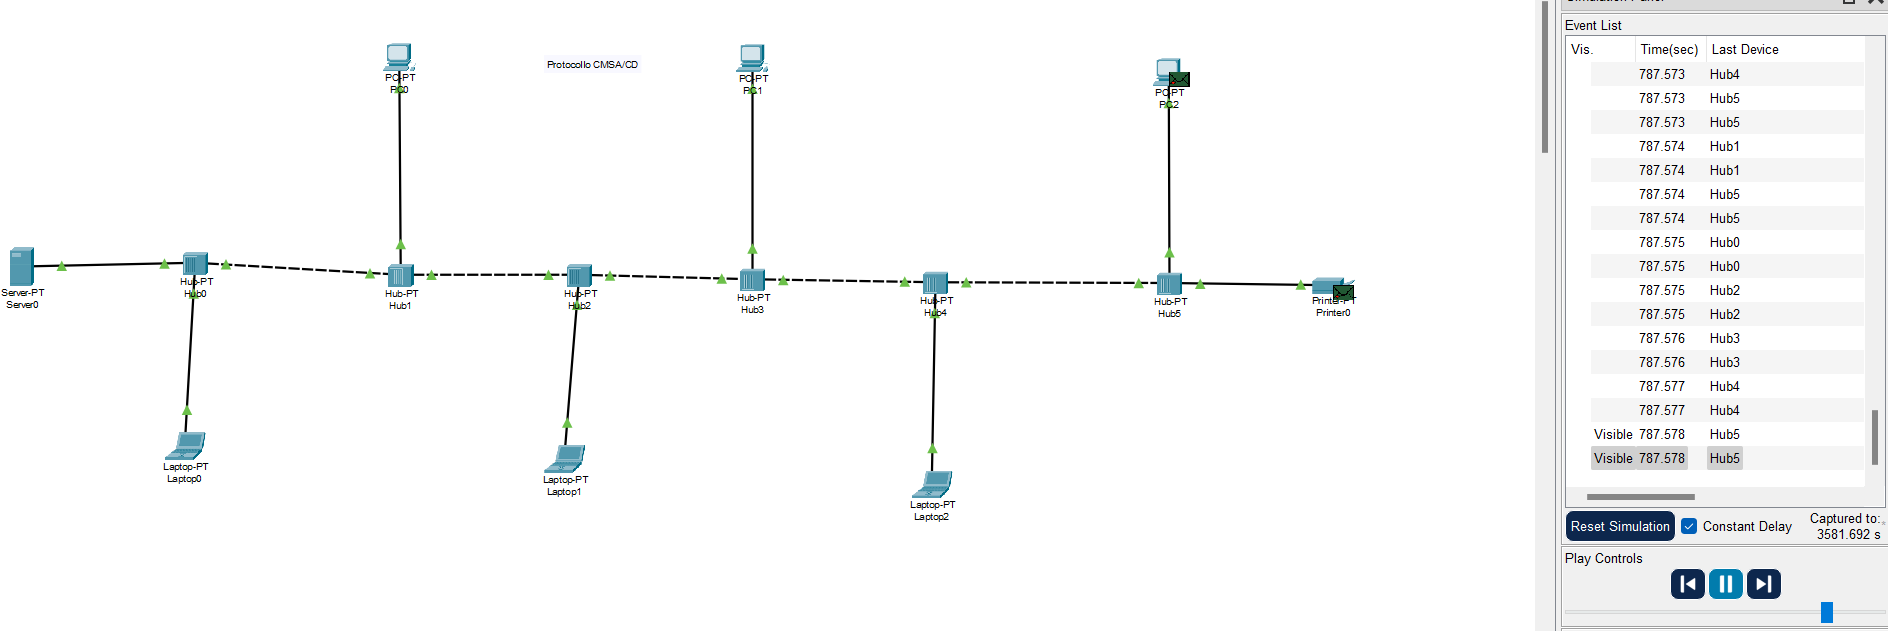 Simulation Panel
Event List
Vis. Time(sec) Last Device
787.573 Hub4
787.573 Hub5
787.573 Hub5
787.574 Hub1
787.574 Hub1
787.574 Hub5
787.574 Hub5
787.575 Hub0
787.575 Hub0
787.575 Hub2
787.575 Hub2
787.576 Hub3
787.576 Hub3
787.577 Hub4
787.577 Hub4
Visible 787.578 Hub5
Visible 787.578 Hub5
Reset Simulation
Constant Delay
Captured to:
3581.692 s
Play Controls
Protocollo CMSA/CD
PC-PT
PC0
PC-PT
PC1
PC-PT
PC2
Server-PT
Server0
Hub-PT
Hub0
Hub-PT
Hub1
Hub-PT
Hub2
Hub-PT
Hub3
Hub-PT
Hub4
Hub-PT
Hub5
Printer-PT
Printer0
Laptop-PT
Laptop0
Laptop-PT
Laptop1
Laptop-PT
Laptop2